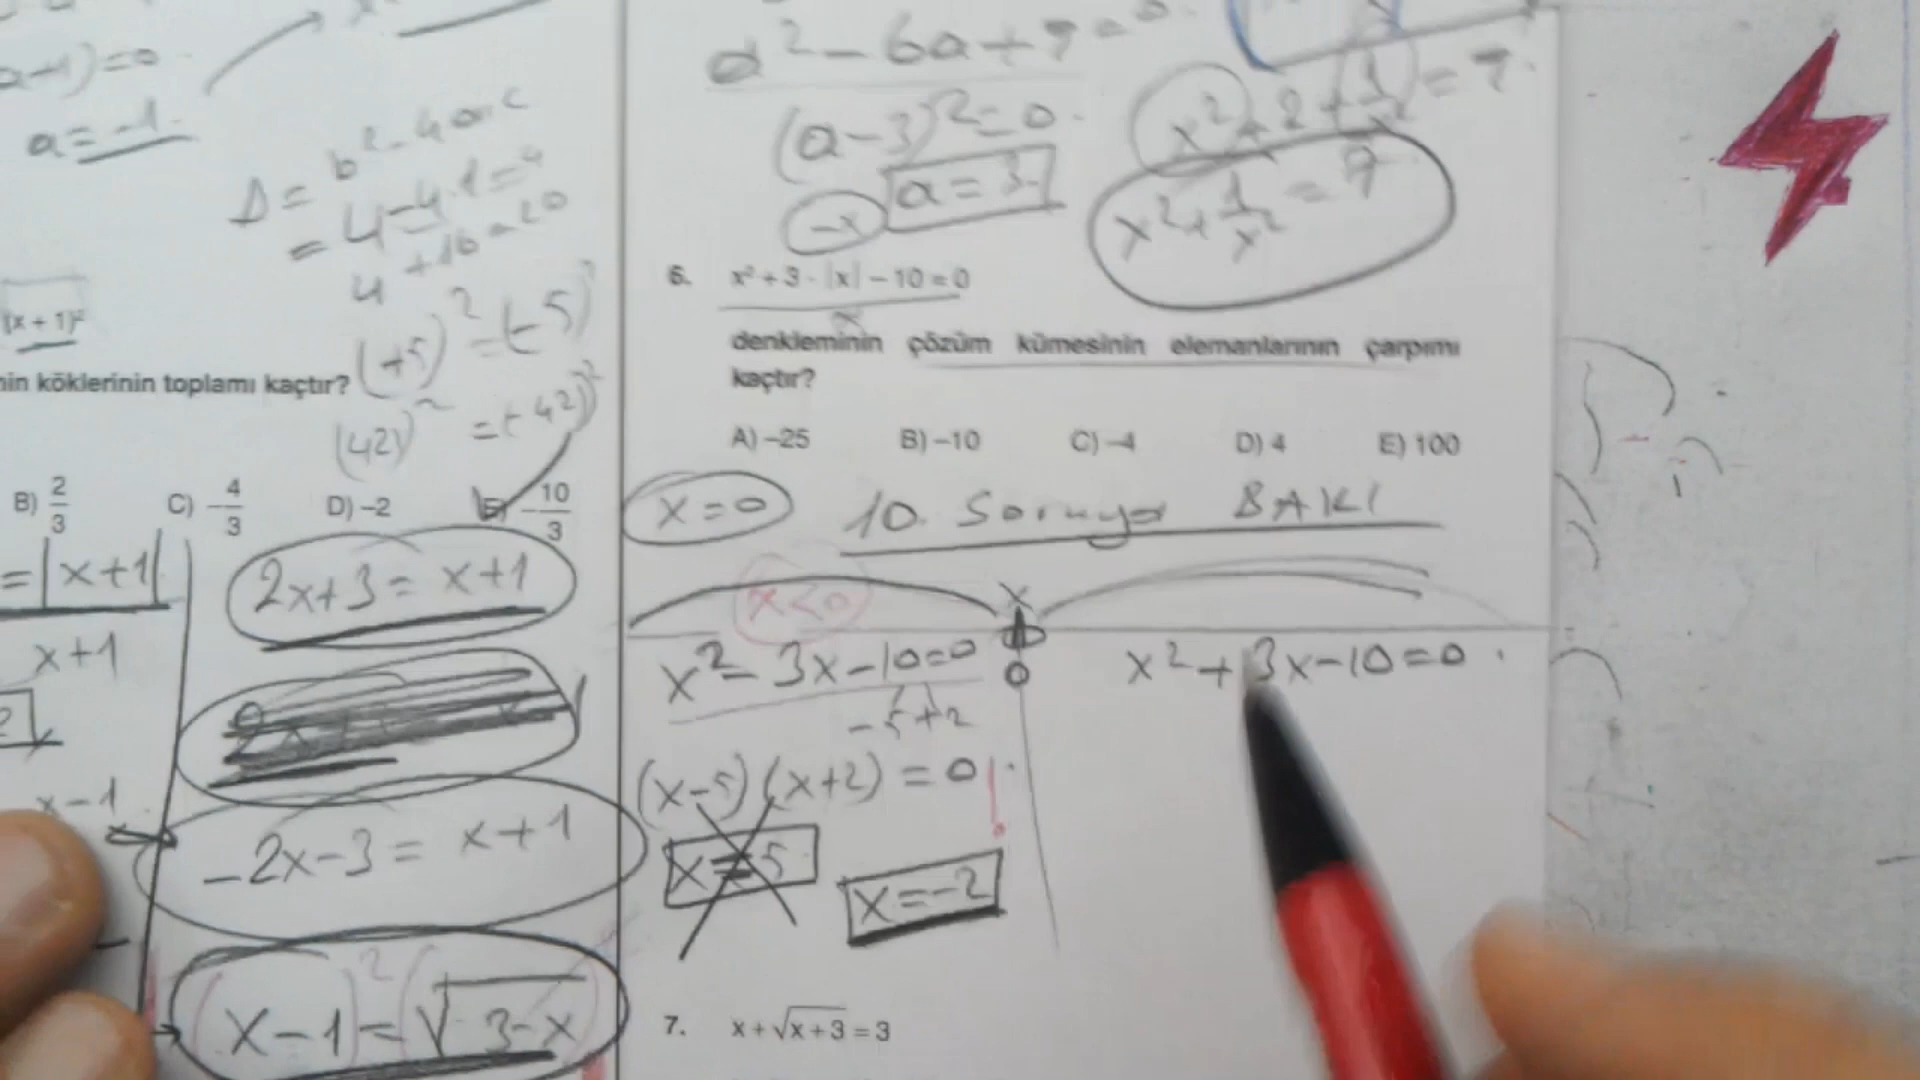 a-1)=0
a=-1
Δ= b²-4a.c
= 4-4.1=⁴
4 +16=20
(x + 1)²
nin köklerinin toplamı kaçtır?
(+5)² = (-5)²
(42)² = (-42)²
B) 2/3 C) -4/3 D) -2 E) -10/3
= |x+1|
2x+3 = x+1
x+1
x-1
-2x-3 = x+1
(x-1)² = (√3-x
a²-6a+9=0
(a-3)²=0
a = 3
-x
x²+2+1/x² = 9
x²+1/x² = 7
6. x² + 3 · |x| - 10 = 0
denkleminin çözüm kümesinin elemanlarının çarpımı
kaçtır?
A) -25 B) -10 C) -4 D) 4 E) 100
x=0 10. Soruya BAK!
x<0 x
x²-3x-10=0 0 x²+3x-10=0
-5+2
(x-5)(x+2) = 0
x=5 x=-2
7. x + √x + 3 = 3